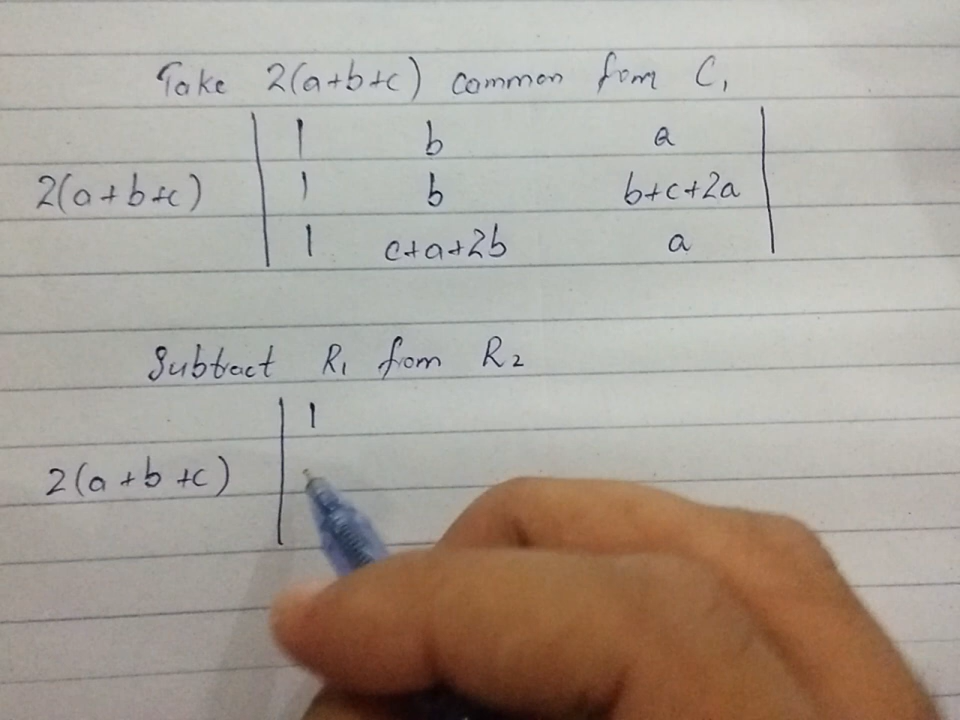 Take 2(a+b+c) common from C₁
| 1 b a |
2(a+b+c) | 1 b b+c+2a |
| 1 c+a+2b a |
Subtract R₁ from R₂
| 1
2(a+b+c) |